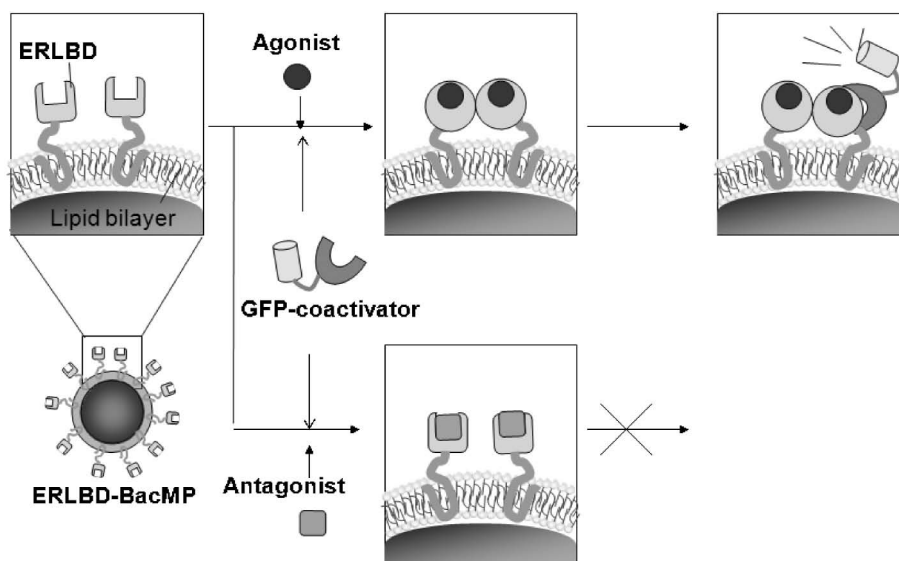 ERLBD
Agonist
Lipid bilayer
GFP-coactivator
Antagonist
ERLBD-BacMP